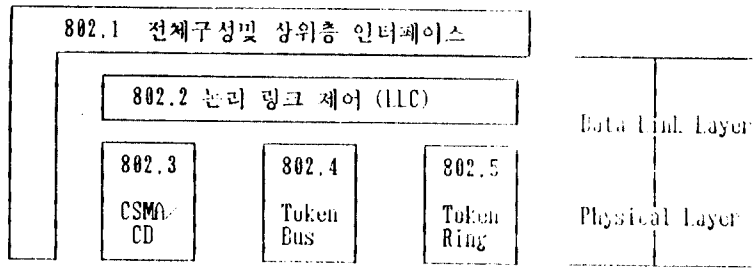 802.1 전체구성및 상위층 인터페이스
802.2 논리 링크 제어 (LLC)
Data Link Layer
802.3
802.4
802.5
CSMA/
CD
Token
Bus
Token
Ring
Physical Layer